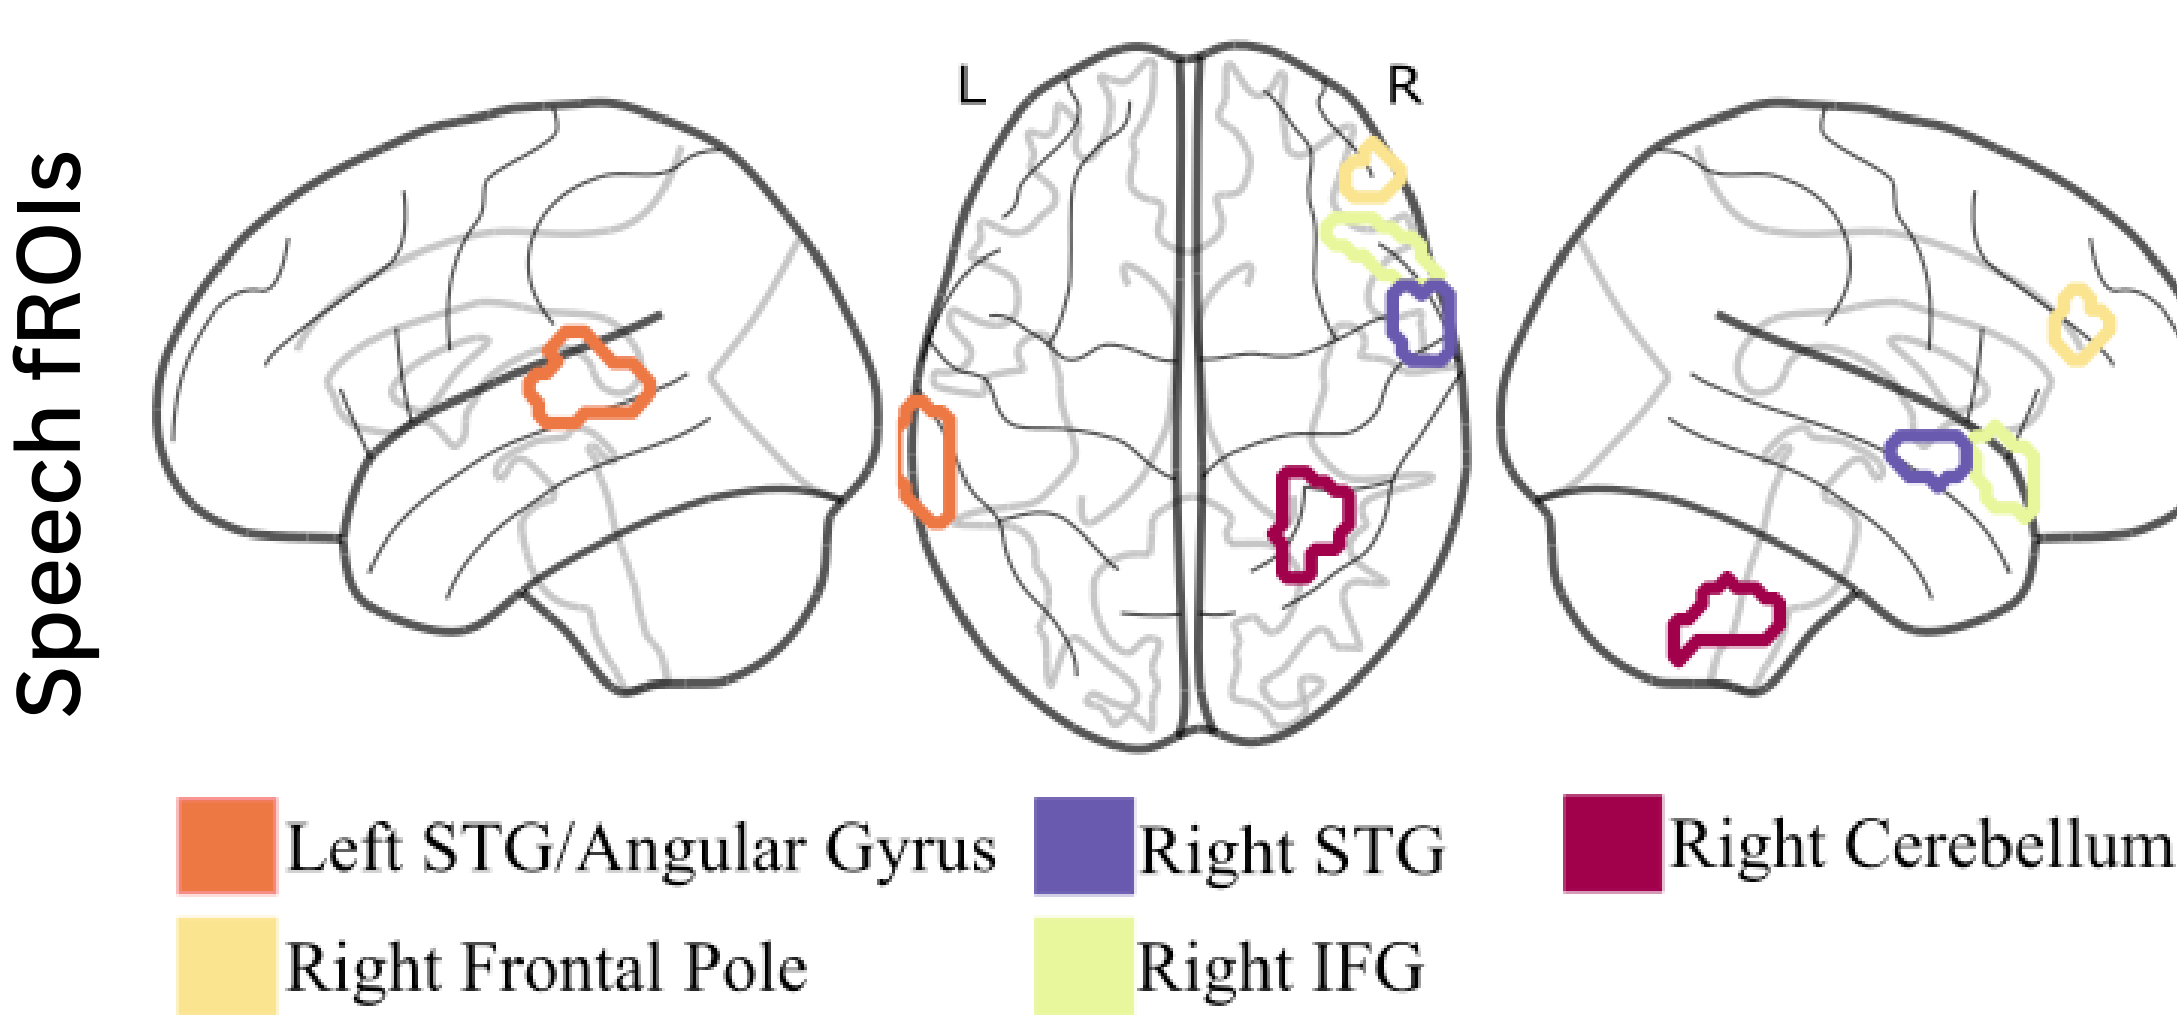 Speech fROIs
L
R
Left STG/Angular Gyrus
Right STG
Right Cerebellum
Right Frontal Pole
Right IFG